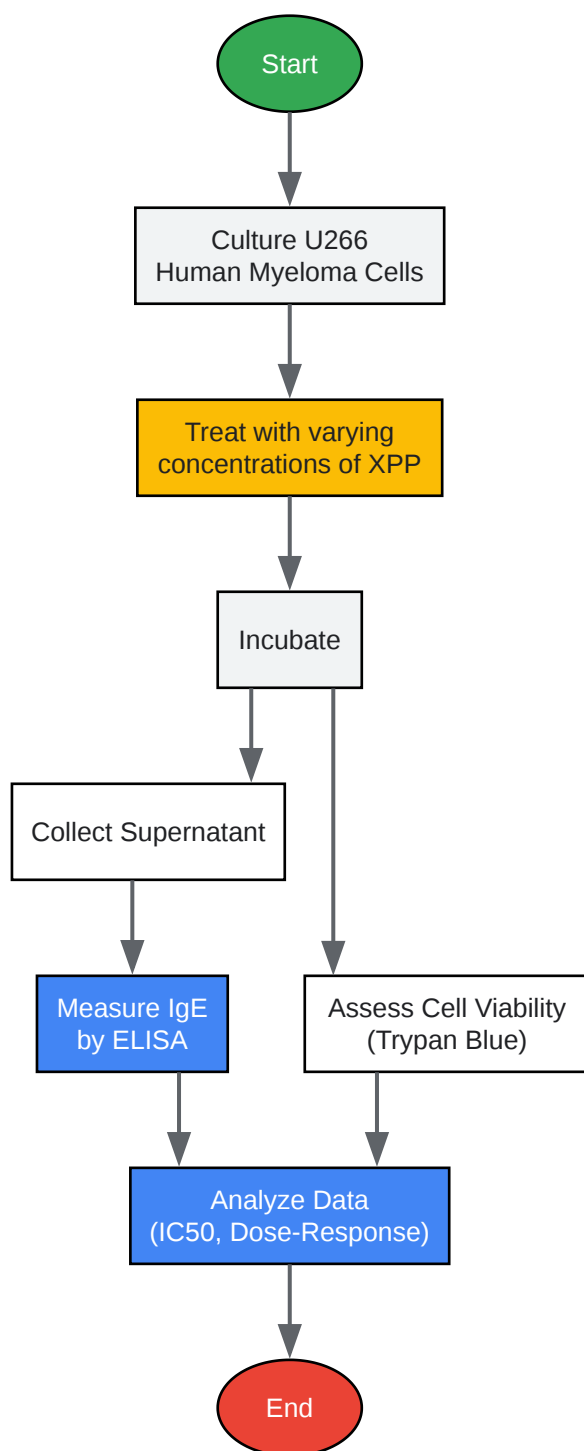 Start
Culture U266
Human Myeloma Cells
Treat with varying
concentrations of XPP
Incubate
Collect Supernatant
Measure IgE
by ELISA
Assess Cell Viability
(Trypan Blue)
Analyze Data
(IC50, Dose-Response)
End